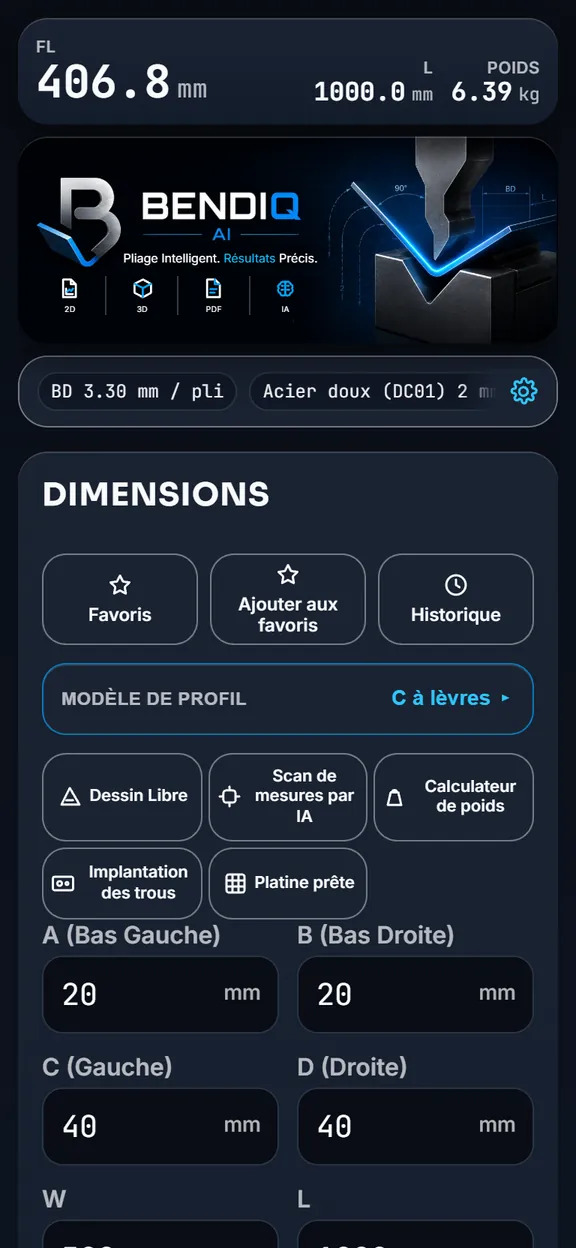 FL
406.8 mm
L
1000.0 mm
POIDS
6.39 kg
BENDIQ
AI
Pliage Intelligent. Résultats Précis.
2D
3D
PDF
IA
90°
BD
BD 3.30 mm / pli
Acier doux (DC01) 2 mm
DIMENSIONS
Favoris
Ajouter aux
favoris
Historique
MODÈLE DE PROFIL
C à lèvres
Dessin Libre
Scan de
mesures par
IA
Calculateur
de poids
Implantation
des trous
Platine prête
A (Bas Gauche)
B (Bas Droite)
20 mm
20 mm
C (Gauche)
D (Droite)
40 mm
40 mm
W
L